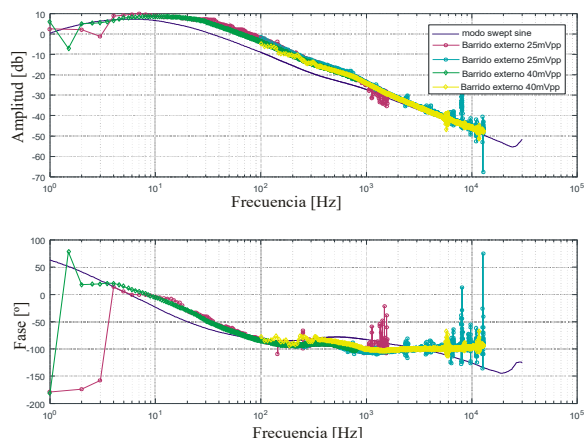 10
0
-10
-20
-30
-40
-50
-60
-70
Amplitud [db]
modo swept sine
Barrido externo 25mVpp
Barrido externo 25mVpp
Barrido externo 40mVpp
Barrido externo 40mVpp
10^0 10^1 10^2 10^3 10^4 10^5
Frecuencia [Hz]
100
50
0
-50
-100
-150
-200
Fase [º]
10^0 10^1 10^2 10^3 10^4 10^5
Frecuencia [Hz]